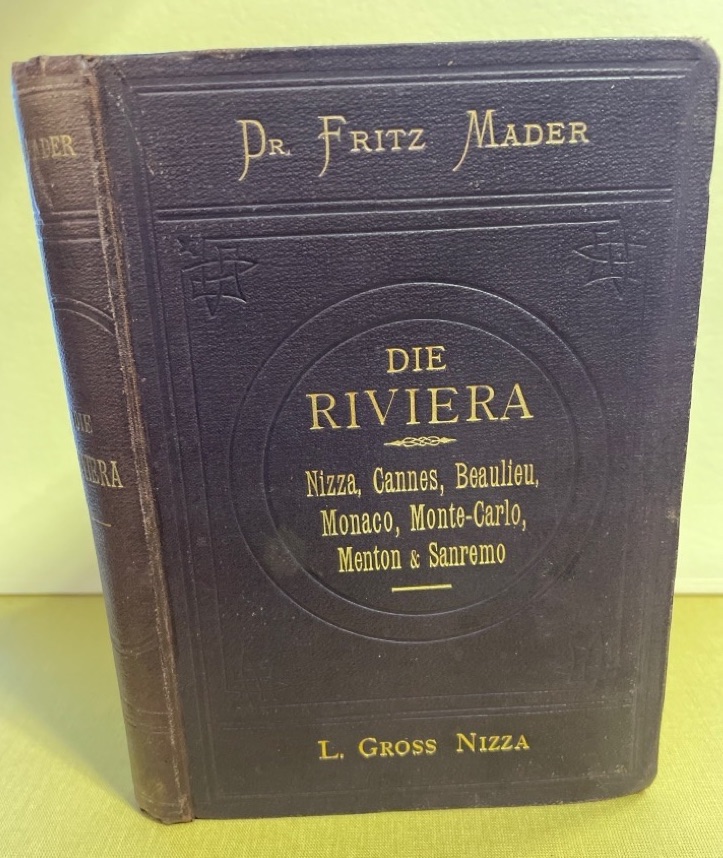 DR. FRITZ MADER
DIE
RIVIERA
Nizza, Cannes, Beaulieu,
Monaco, Monte-Carlo,
Menton & Sanremo
L. GROSS NIZZA